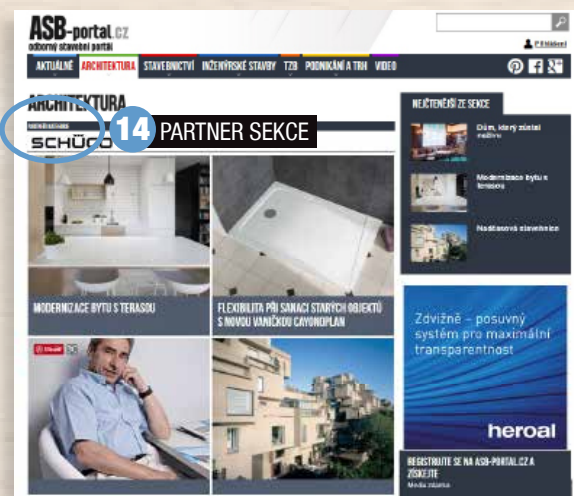 ASB-portal.cz
odborný stavební portál
Přihlášení
AKTUÁLNĚ ARCHITEKTURA STAVEBNICTVÍ INŽENÝRSKÉ STAVBY TZB PODNIKÁNÍ A TRH VIDEO
ARCHITEKTURA
SCHÜCO
14 PARTNER SEKCE
NEJČTENĚJŠÍ ZE SEKCE
Dům, který zůstal
naživu
Modernizace bytu s
terasou
Nadčasová stavebnice
MODERNIZACE BYTU S TERASOU
FLEXIBILITA PŘI SANACI STARÝCH OBJEKTŮ
S NOVOU VANIČKOU CAYONOPLAN
Zdvižně – posuvný
systém pro maximální
transparentnost
heroal
REGISTRUJTE SE NA ASB-PORTAL.CZ A
ZÍSKEJTE